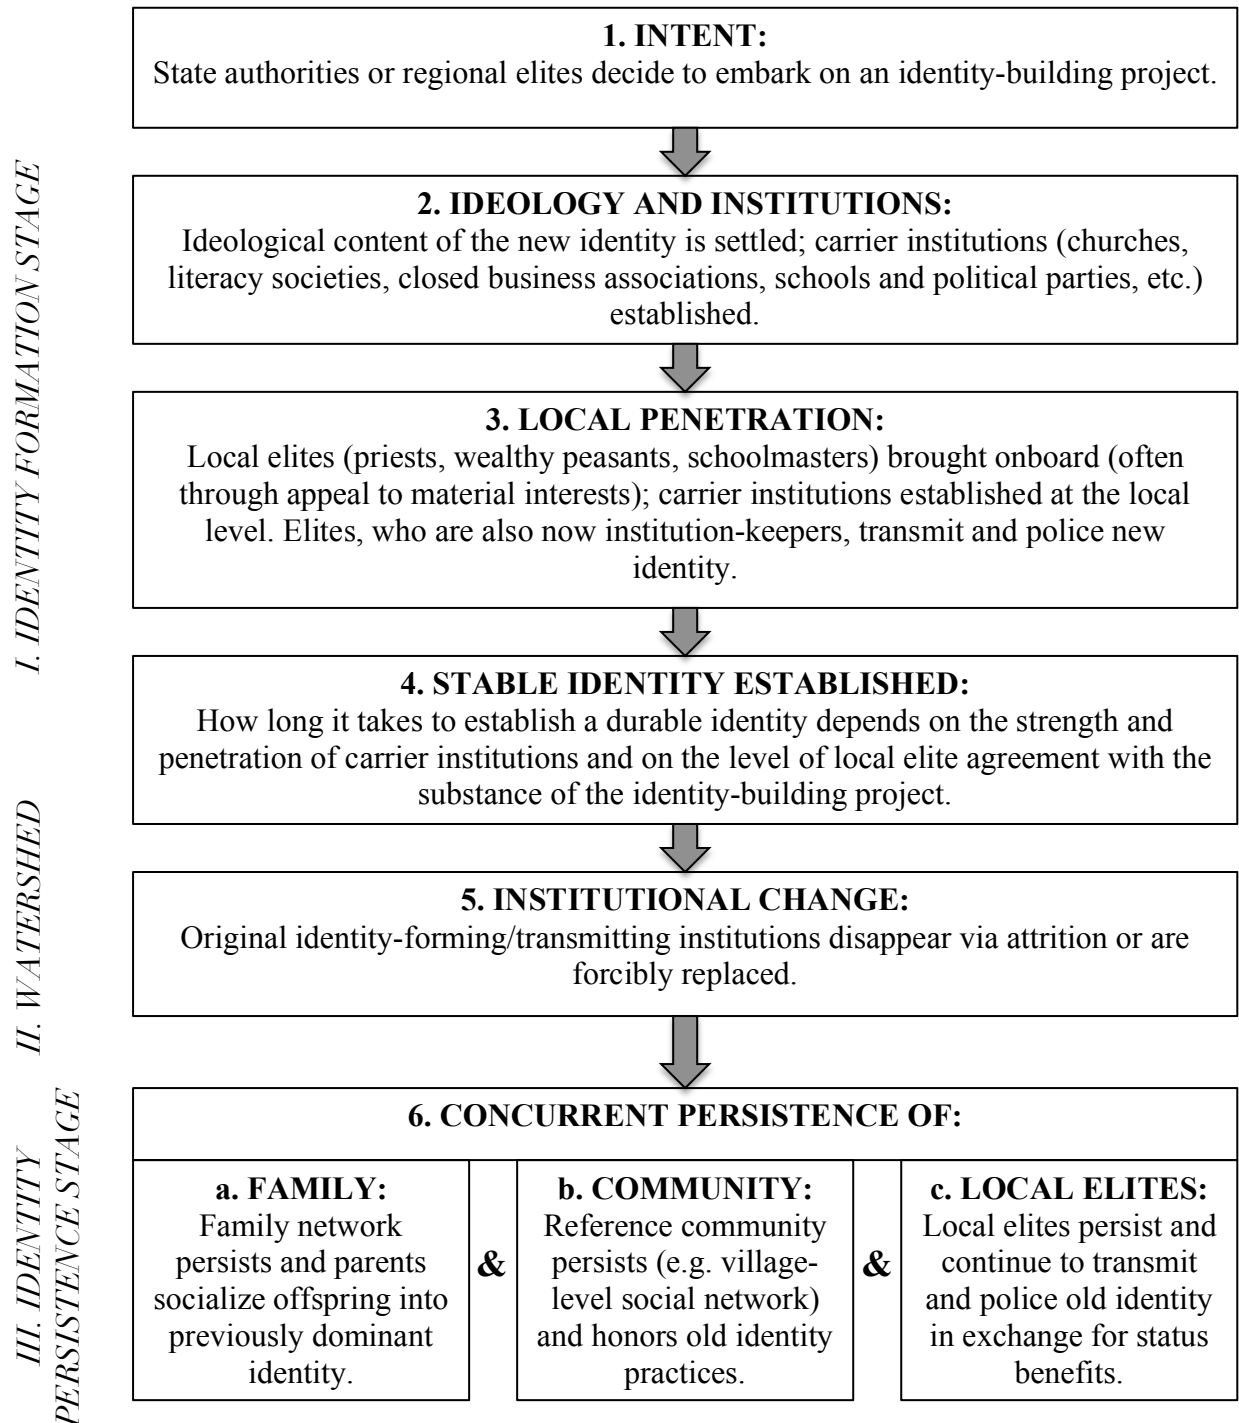 1. INTENT:
State authorities or regional elites decide to embark on an identity-building project.
I. IDENTITY FORMATION STAGE
2. IDEOLOGY AND INSTITUTIONS:
Ideological content of the new identity is settled; carrier institutions (churches,
literacy societies, closed business associations, schools and political parties, etc.)
established.
3. LOCAL PENETRATION:
Local elites (priests, wealthy peasants, schoolmasters) brought onboard (often
through appeal to material interests); carrier institutions established at the local
level. Elites, who are also now institution-keepers, transmit and police new
identity.
4. STABLE IDENTITY ESTABLISHED:
How long it takes to establish a durable identity depends on the strength and
penetration of carrier institutions and on the level of local elite agreement with the
substance of the identity-building project.
II. WATERSHED
5. INSTITUTIONAL CHANGE:
Original identity-forming/transmitting institutions disappear via attrition or are
forcibly replaced.
III. IDENTITY
PERSISTENCE STAGE
6. CONCURRENT PERSISTENCE OF:
a. FAMILY:
Family network
persists and parents
socialize offspring into
previously dominant
identity.
&
b. COMMUNITY:
Reference community
persists (e.g. village-
level social network)
and honors old identity
practices.
&
c. LOCAL ELITES:
Local elites persist and
continue to transmit
and police old identity
in exchange for status
benefits.